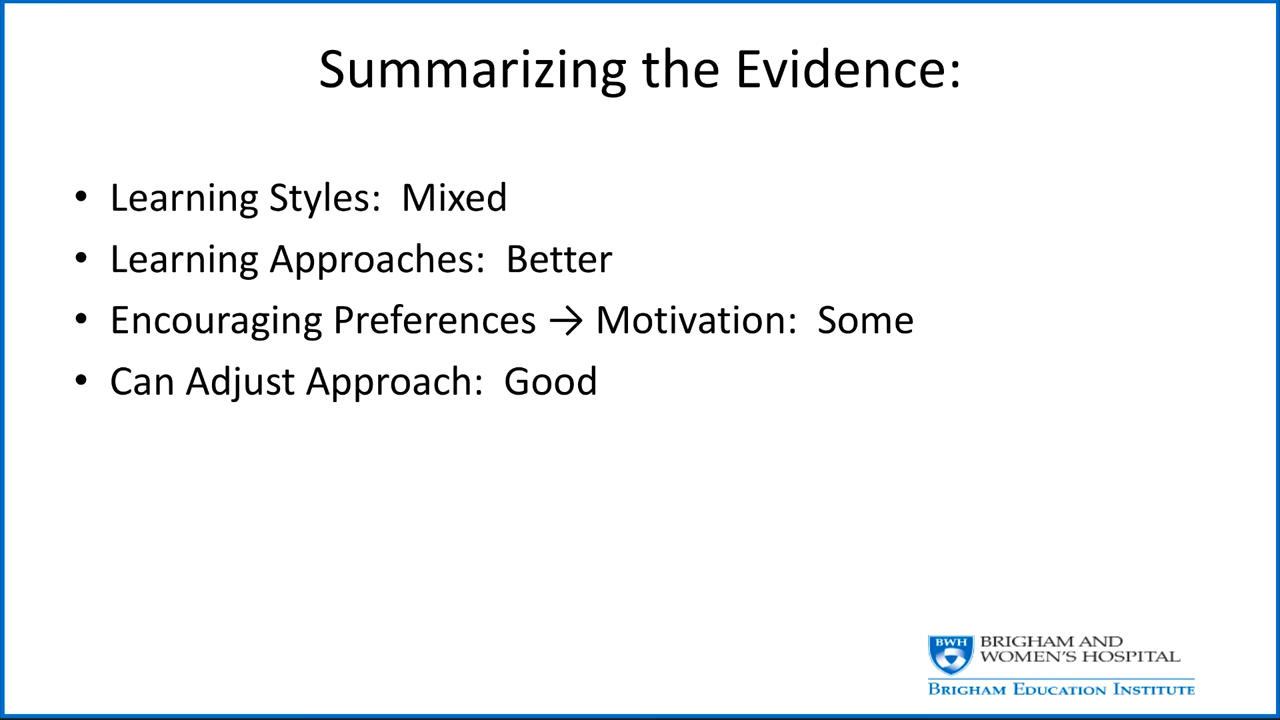 Summarizing the Evidence:
• Learning Styles: Mixed
• Learning Approaches: Better
• Encouraging Preferences → Motivation: Some
• Can Adjust Approach: Good
BWH
BRIGHAM AND
WOMEN'S HOSPITAL
BRIGHAM EDUCATION INSTITUTE